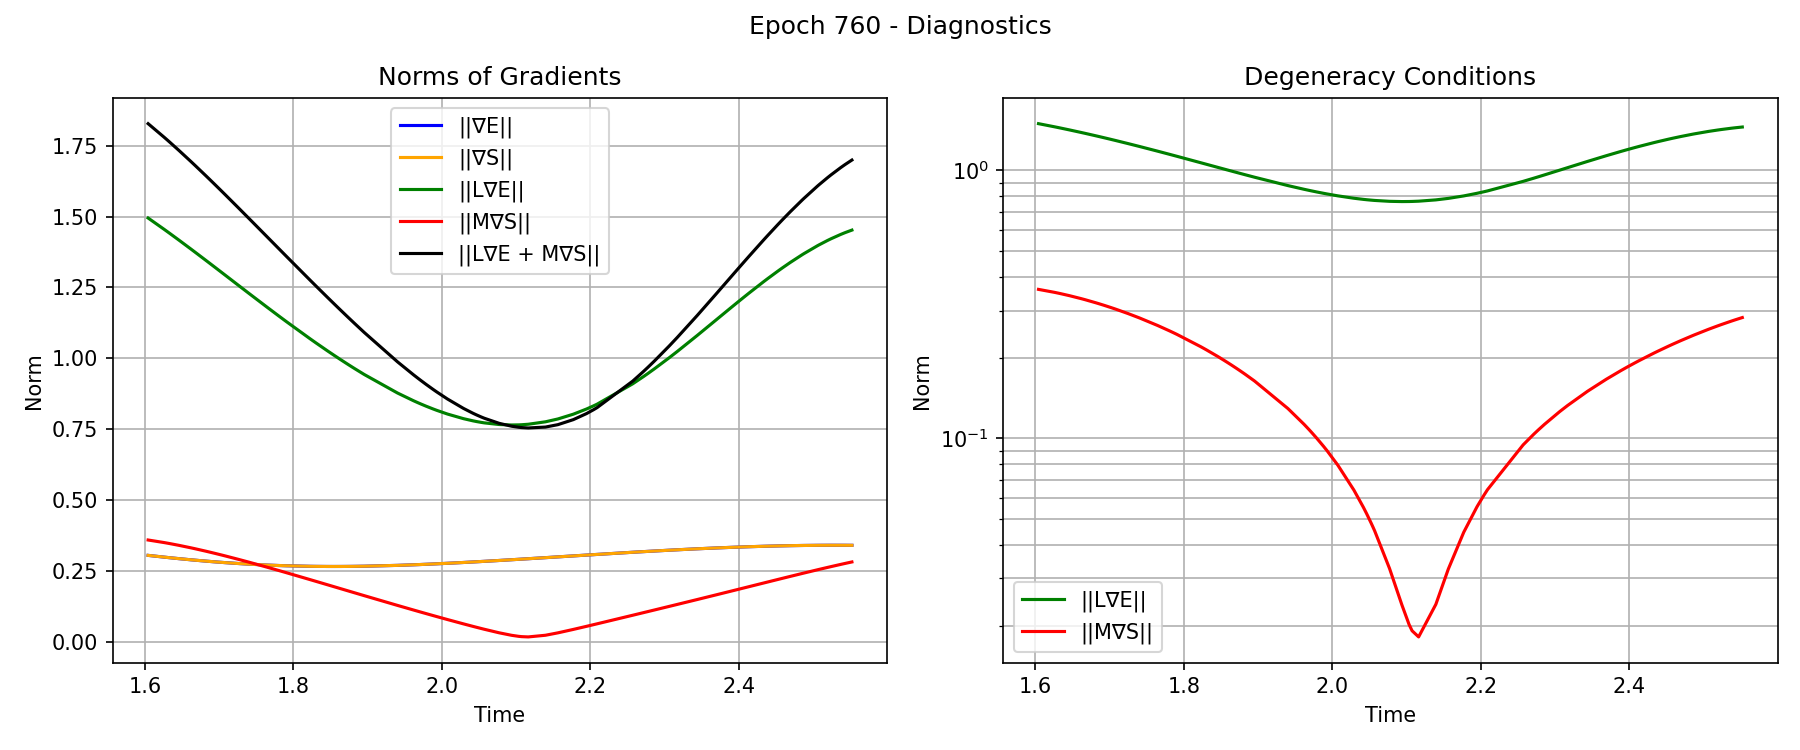 Epoch 760 - Diagnostics
Norms of Gradients
Norm
1.75
1.50
1.25
1.00
0.75
0.50
0.25
0.00
||∇E||
||∇S||
||L∇E||
||M∇S||
||L∇E + M∇S||
1.6
1.8
2.0
2.2
2.4
Time
Degeneracy Conditions
Norm
10⁰
10⁻¹
||L∇E||
||M∇S||
1.6
1.8
2.0
2.2
2.4
Time